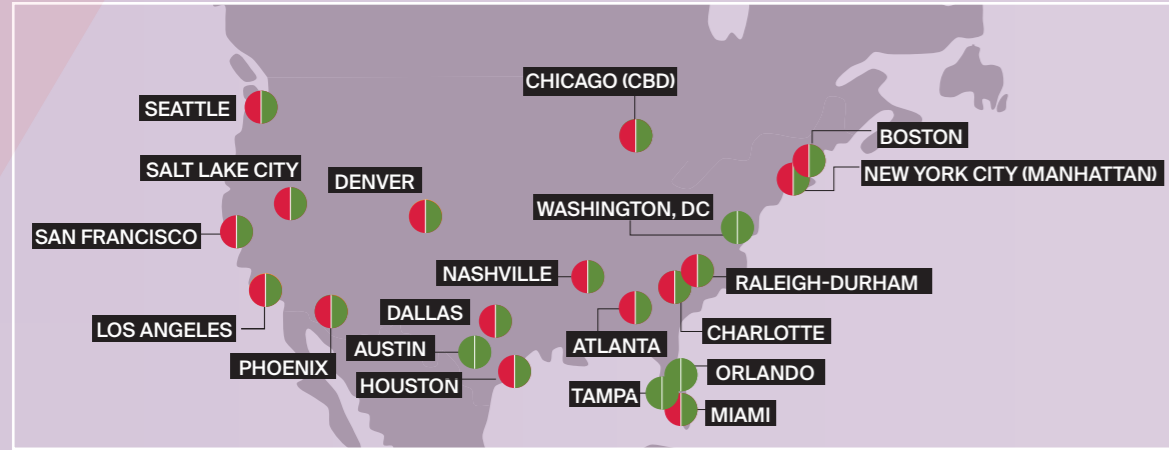 CHICAGO (CBD)
SEATTLE
BOSTON
SALT LAKE CITY
NEW YORK CITY (MANHATTAN)
DENVER
WASHINGTON, DC
SAN FRANCISCO
NASHVILLE
RALEIGH-DURHAM
DALLAS
LOS ANGELES
CHARLOTTE
AUSTIN
ATLANTA
PHOENIX
ORLANDO
HOUSTON
TAMPA
MIAMI